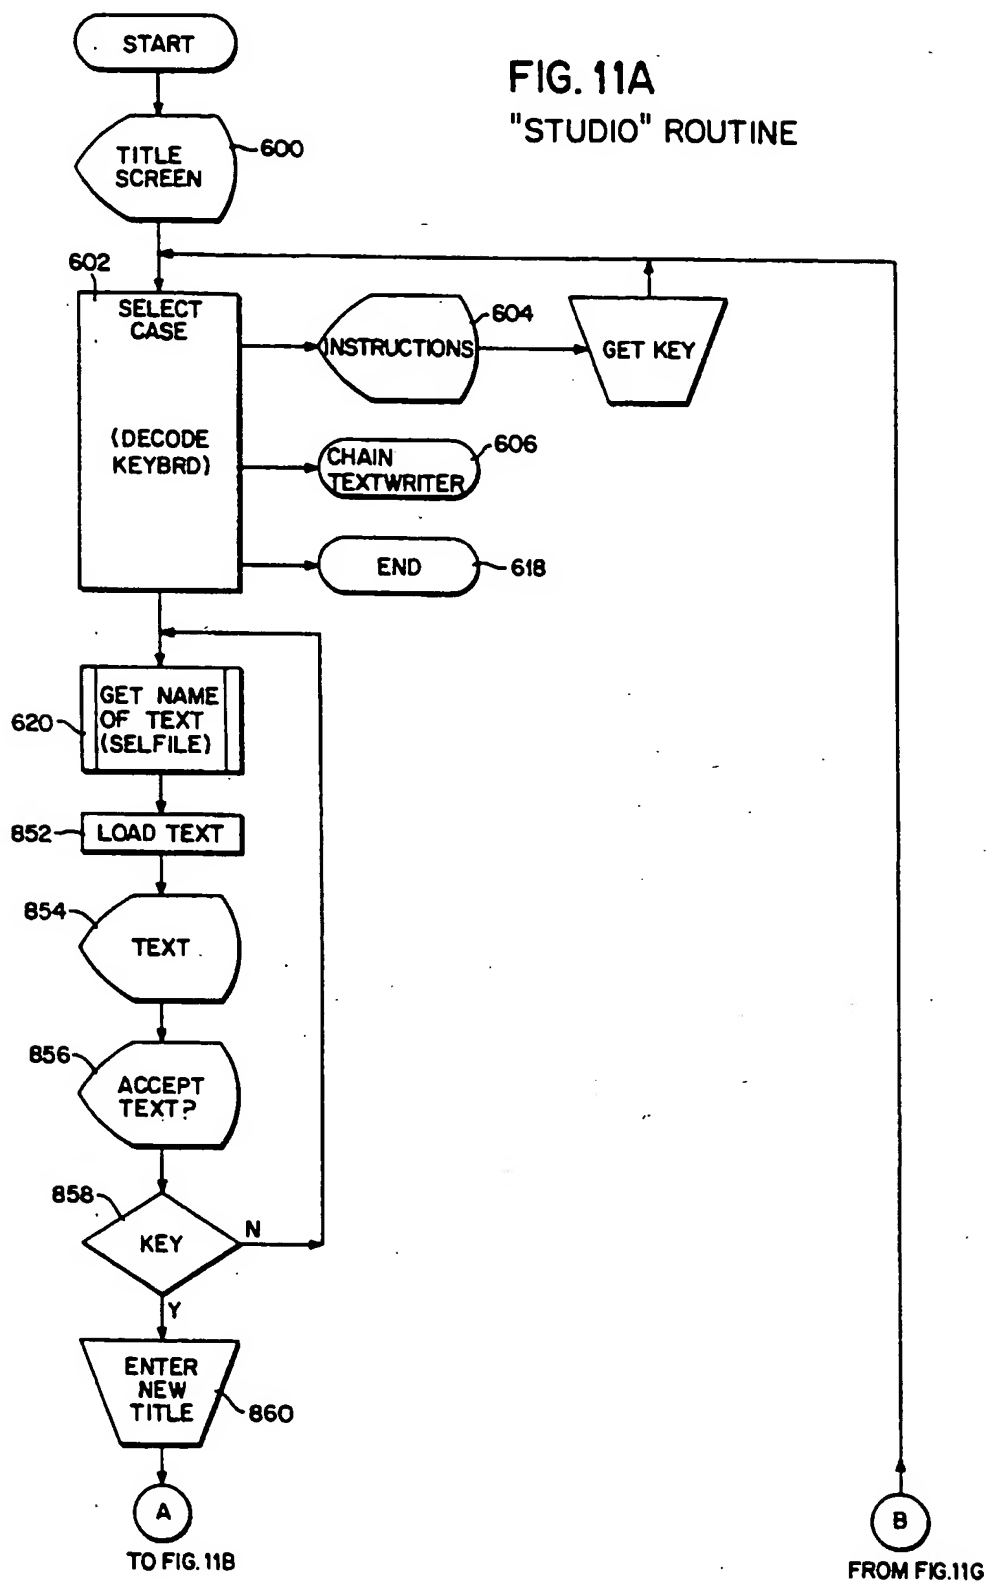 START
FIG. 11A
"STUDIO" ROUTINE
TITLE
SCREEN
600
602
SELECT
CASE
(DECODE
KEYBRD)
INSTRUCTIONS
604
GET KEY
CHAIN
TEXTWRITER
606
END
618
GET NAME
OF TEXT
(SELFILE)
620
852
LOAD TEXT
854
TEXT
856
ACCEPT
TEXT?
858
KEY
N
Y
ENTER
NEW
TITLE
860
A
TO FIG. 11B
B
FROM FIG.11G